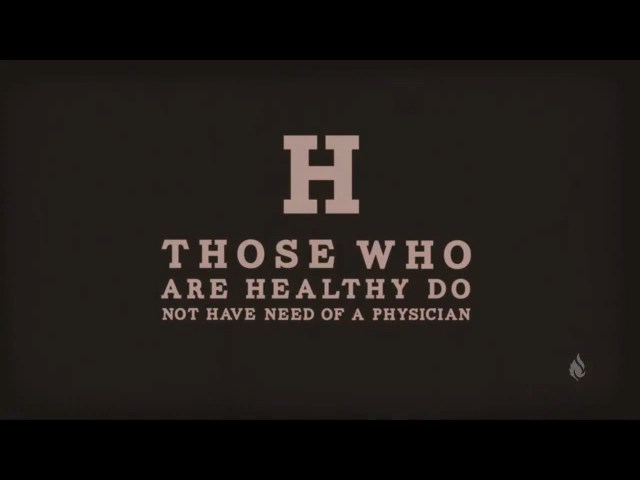 H
THOSE WHO
ARE HEALTHY DO
NOT HAVE NEED OF A PHYSICIAN